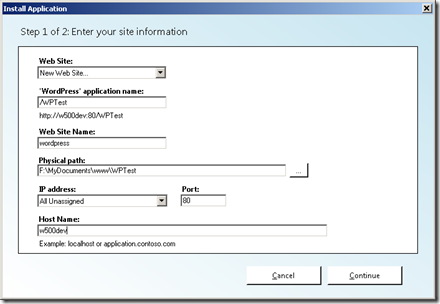 Install Application
Step 1 of 2: Enter your site information
Web Site:
New Web Site...
'WordPress' application name:
/WPTest
http://w500dev:80/WPTest
Web Site Name:
wordpress
Physical path:
F:\MyDocuments\www\WPTest
...
IP address: Port:
All Unassigned 80
Host Name:
w500dev
Example: localhost or application.contoso.com
Cancel Continue